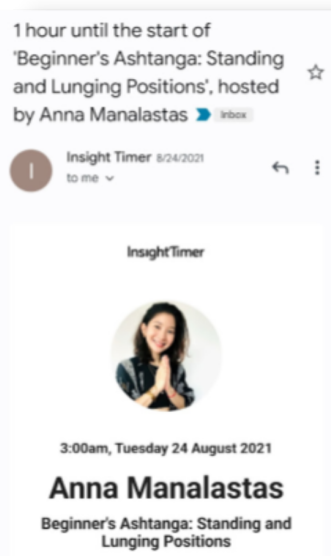 1 hour until the start of
'Beginner's Ashtanga: Standing
and Lunging Positions', hosted
by Anna Manalastas Inbox
I
Insight Timer 8/24/2021
to me
InsightTimer
3:00am, Tuesday 24 August 2021
Anna Manalastas
Beginner's Ashtanga: Standing and
Lunging Positions